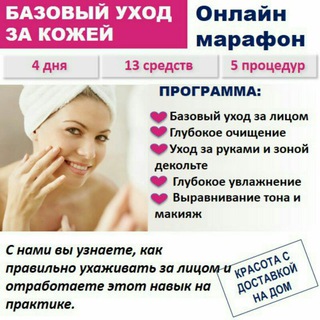 БАЗОВЫЙ УХОД
ЗА КОЖЕЙ
Онлайн
марафон
4 дня
13 средств
5 процедур
ПРОГРАММА:
Базовый уход за лицом
Глубокое очищение
Уход за руками и зоной
декольте
Глубокое увлажнение
Выравнивание тона и
макияж
С нами вы узнаете, как
правильно ухаживать за лицом и
отработаете этот навык на
практике.
КРАСОТА С
ДОСТАВКОЙ
НА ДОМ